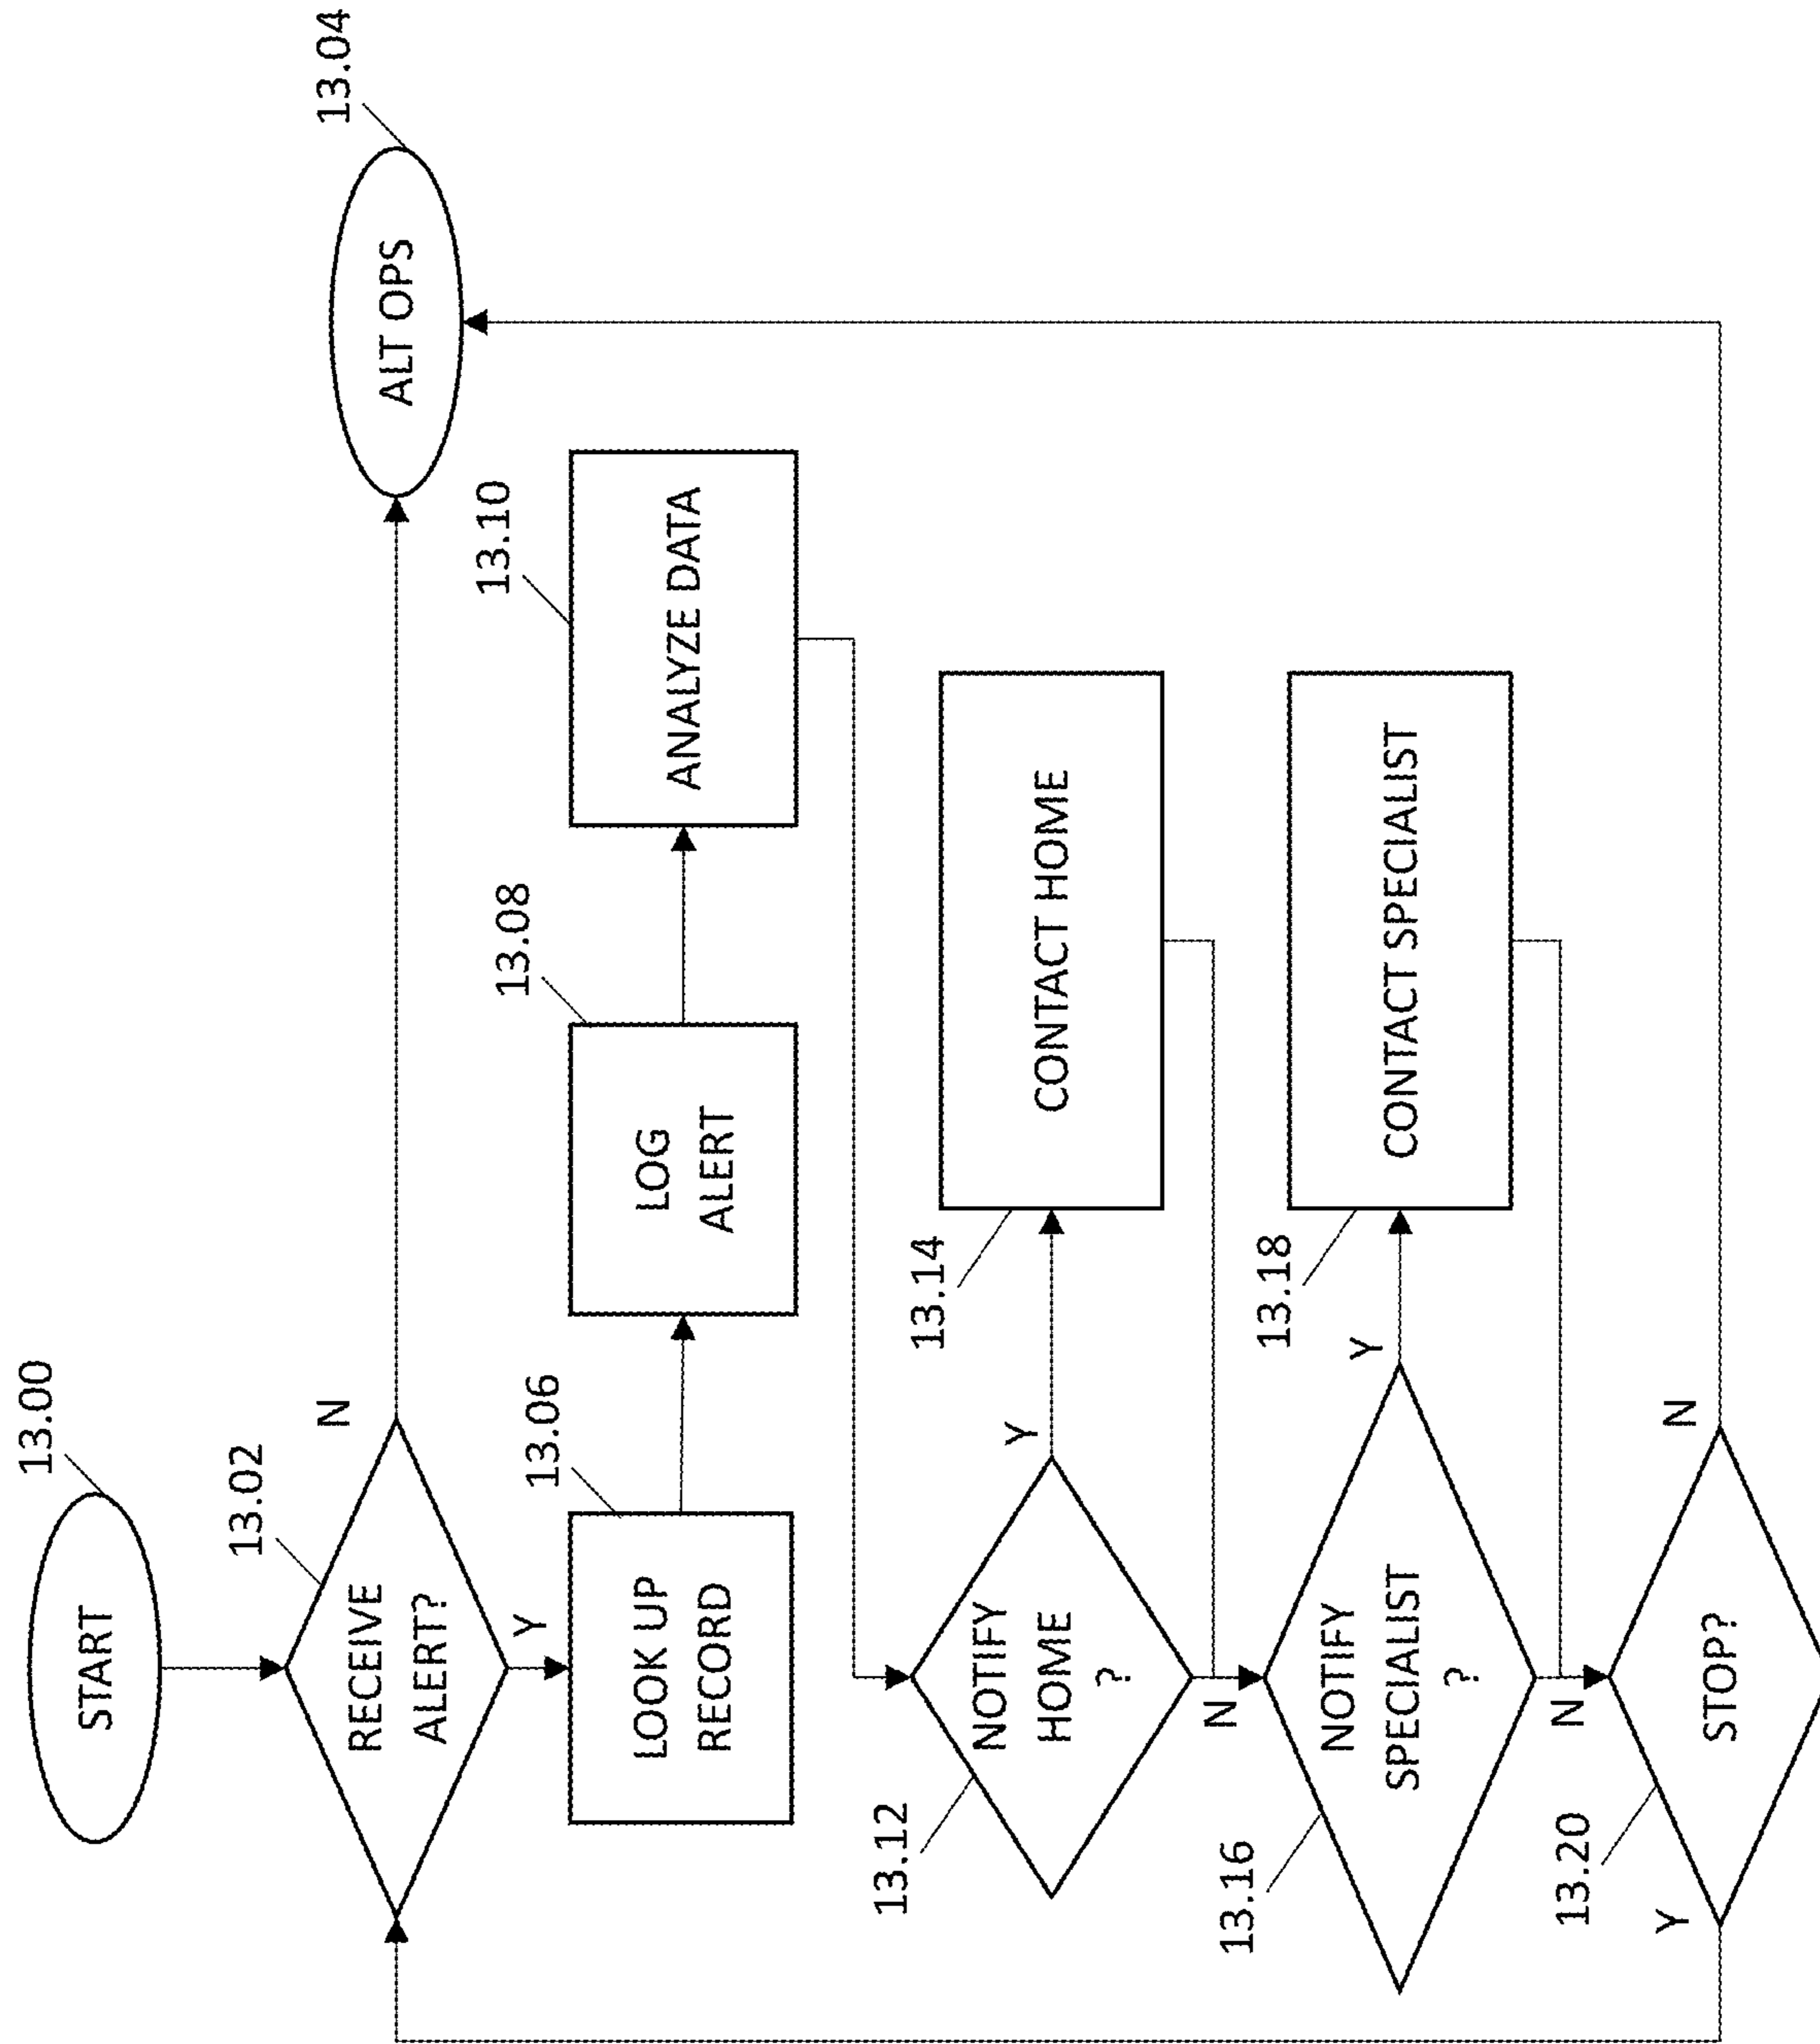 13.00
START
13.02
RECEIVE
ALERT?
N
Y
13.04
ALT OPS
13.06
LOOK UP
RECORD
13.08
LOG
ALERT
13.10
ANALYZE DATA
13.12
NOTIFY
HOME
?
Y
N
13.14
CONTACT HOME
13.16
NOTIFY
SPECIALIST
?
Y
N
13.18
CONTACT SPECIALIST
13.20
STOP?
Y
N